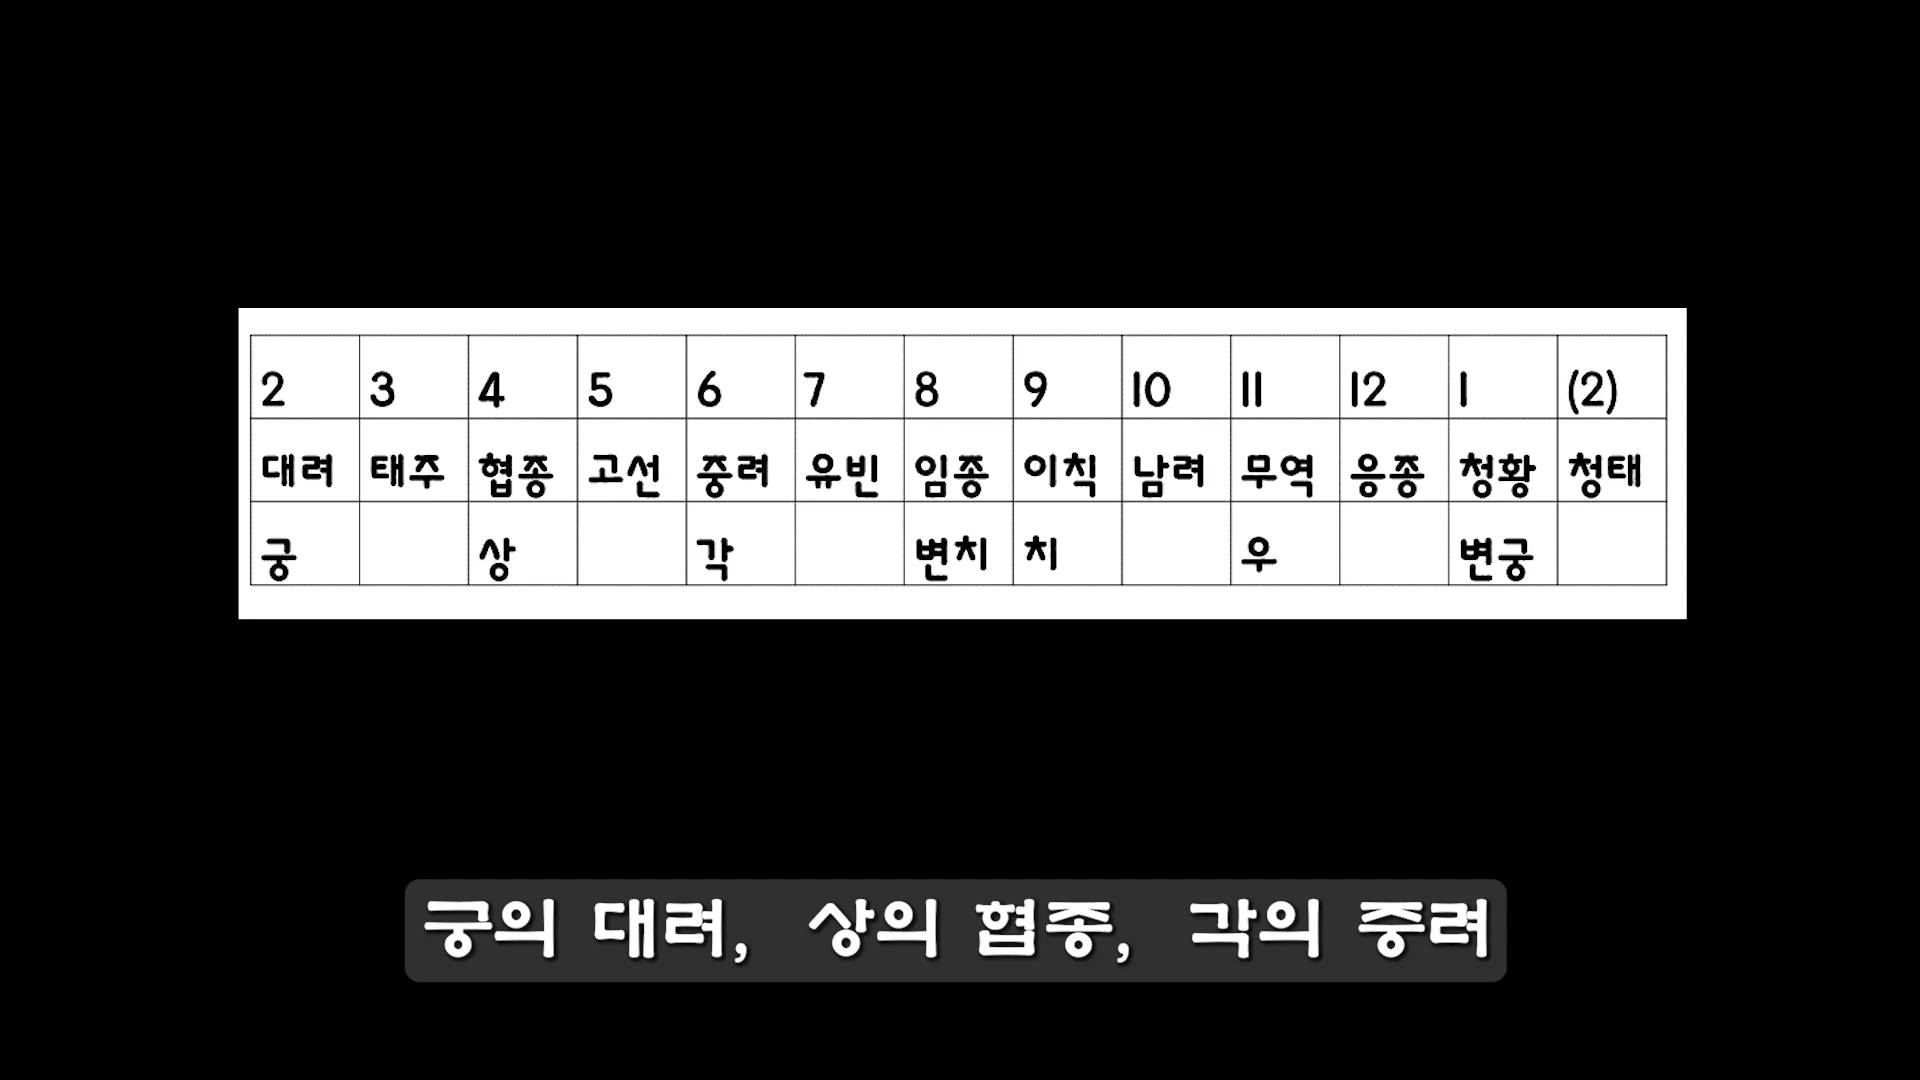 2 3 4 5 6 7 8 9 10 11 12 1 (2)
대려 태주 협종 고선 중려 유빈 임종 이칙 남려 무역 응종 청황 청태
궁 상 각 변치 치 우 변궁
궁의 대려, 상의 협종, 각의 중려